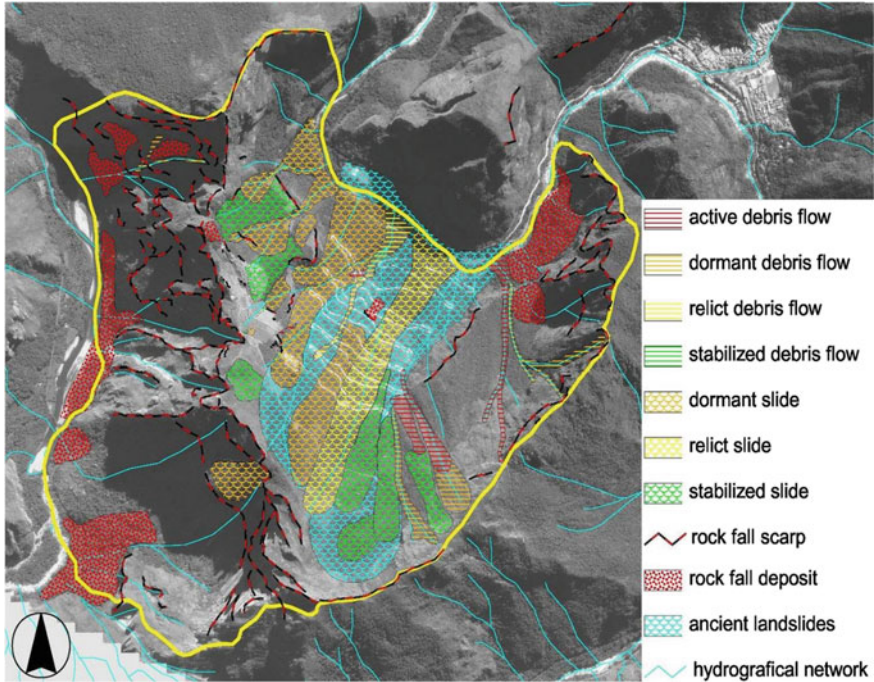 active debris flow
dormant debris flow
relict debris flow
stabilized debris flow
dormant slide
relict slide
stabilized slide
rock fall scarp
rock fall deposit
ancient landslides
hydrografical network